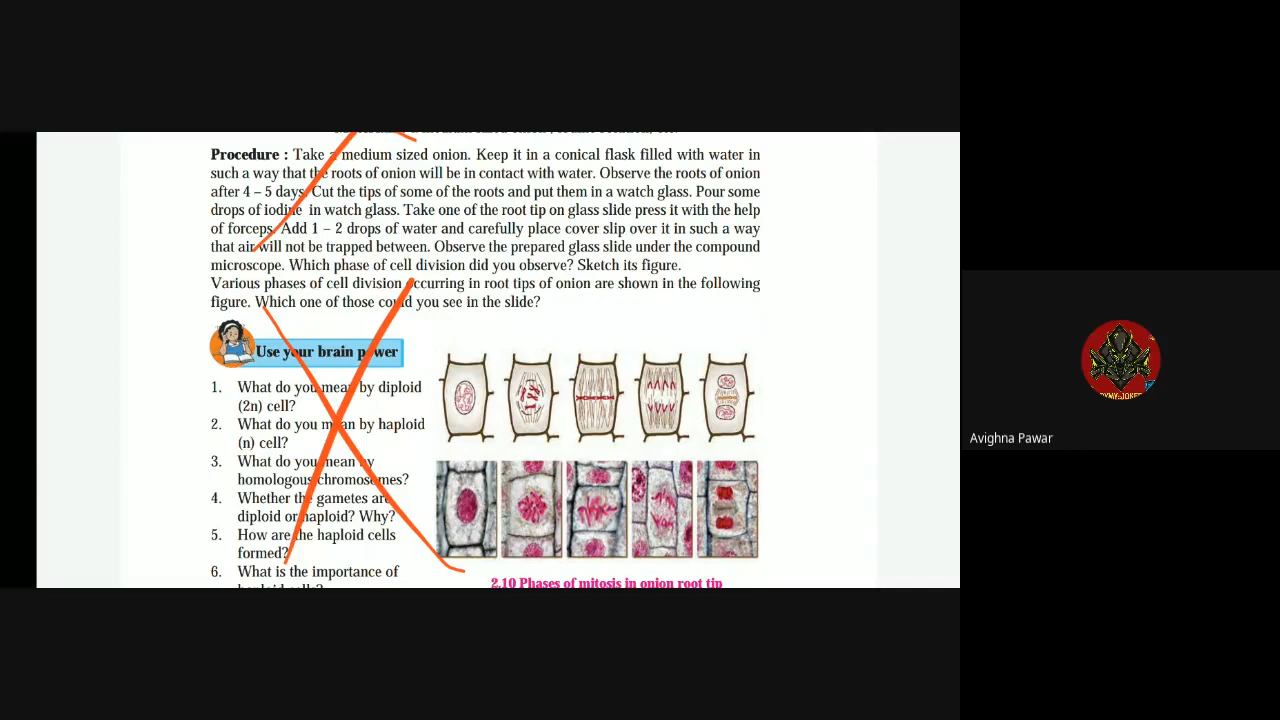 Procedure : Take a medium sized onion. Keep it in a conical flask filled with water in
such a way that the roots of onion will be in contact with water. Observe the roots of onion
after 4 – 5 days. Cut the tips of some of the roots and put them in a watch glass. Pour some
drops of iodine in watch glass. Take one of the root tip on glass slide press it with the help
of forceps. Add 1 – 2 drops of water and carefully place cover slip over it in such a way
that air will not be trapped between. Observe the prepared glass slide under the compound
microscope. Which phase of cell division did you observe? Sketch its figure.
Various phases of cell division occurring in root tips of onion are shown in the following
figure. Which one of those could you see in the slide?
Use your brain power
1. What do you mean by diploid
(2n) cell?
2. What do you mean by haploid
(n) cell?
3. What do you mean by
homologous chromosomes?
4. Whether the gametes are
diploid or haploid? Why?
5. How are the haploid cells
formed?
6. What is the importance of
2.10 Phases of mitosis in onion root tip
Avighna Pawar